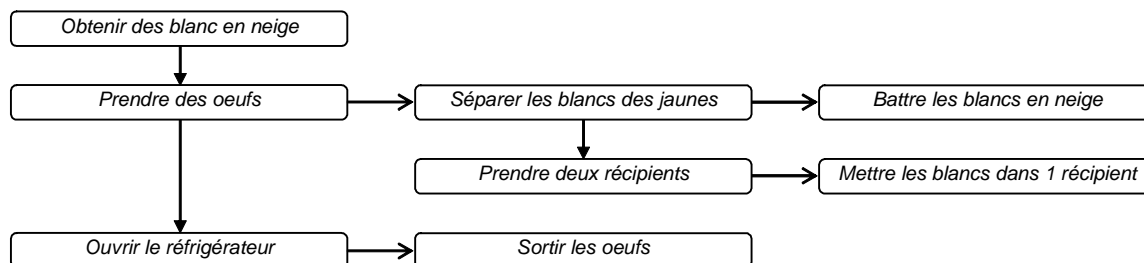 Obtenir des blanc en neige
Prendre des oeufs
Séparer les blancs des jaunes
Battre les blancs en neige
Prendre deux récipients
Mettre les blancs dans 1 récipient
Ouvrir le réfrigérateur
Sortir les oeufs